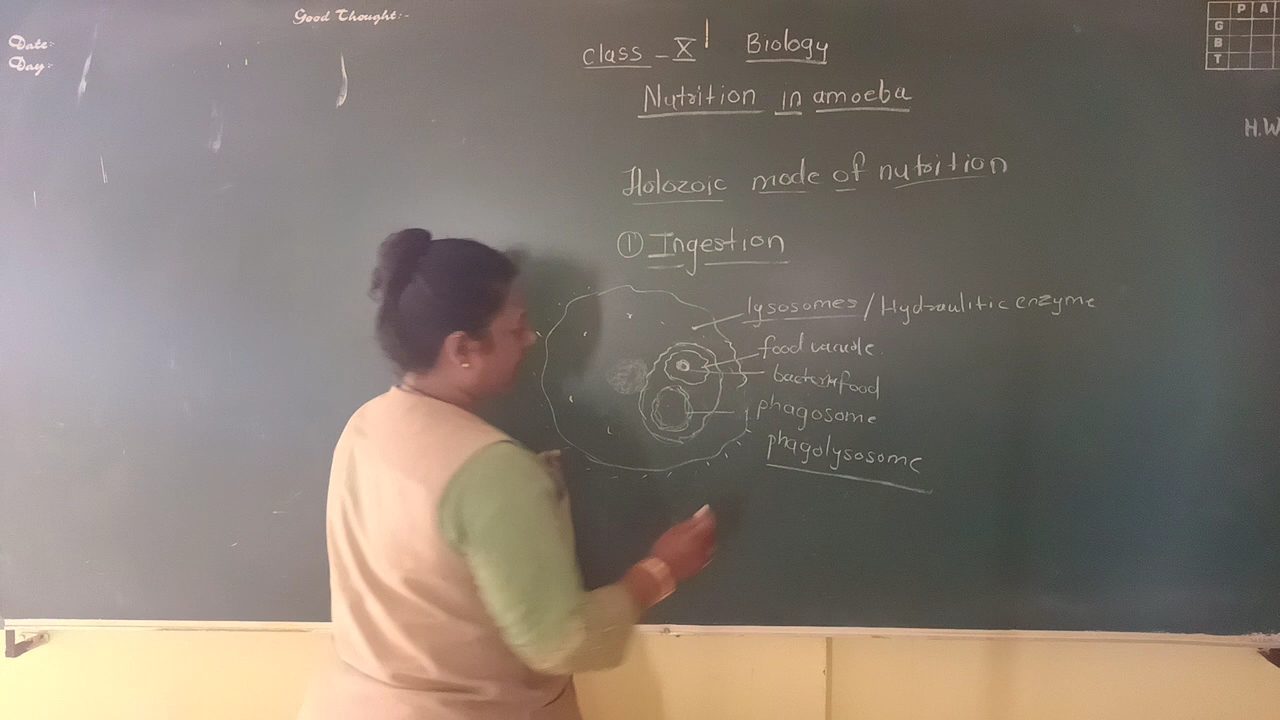 Good Thought:-
Date:-
Day:-
P A
G
B
T
class - X Biology
Nutrition in amoeba
H.W
Holozoic mode of nutrition
① Ingestion
lysosomes / Hydraulitic enzyme
food vacuole.
food
phagosome
phagolysosome